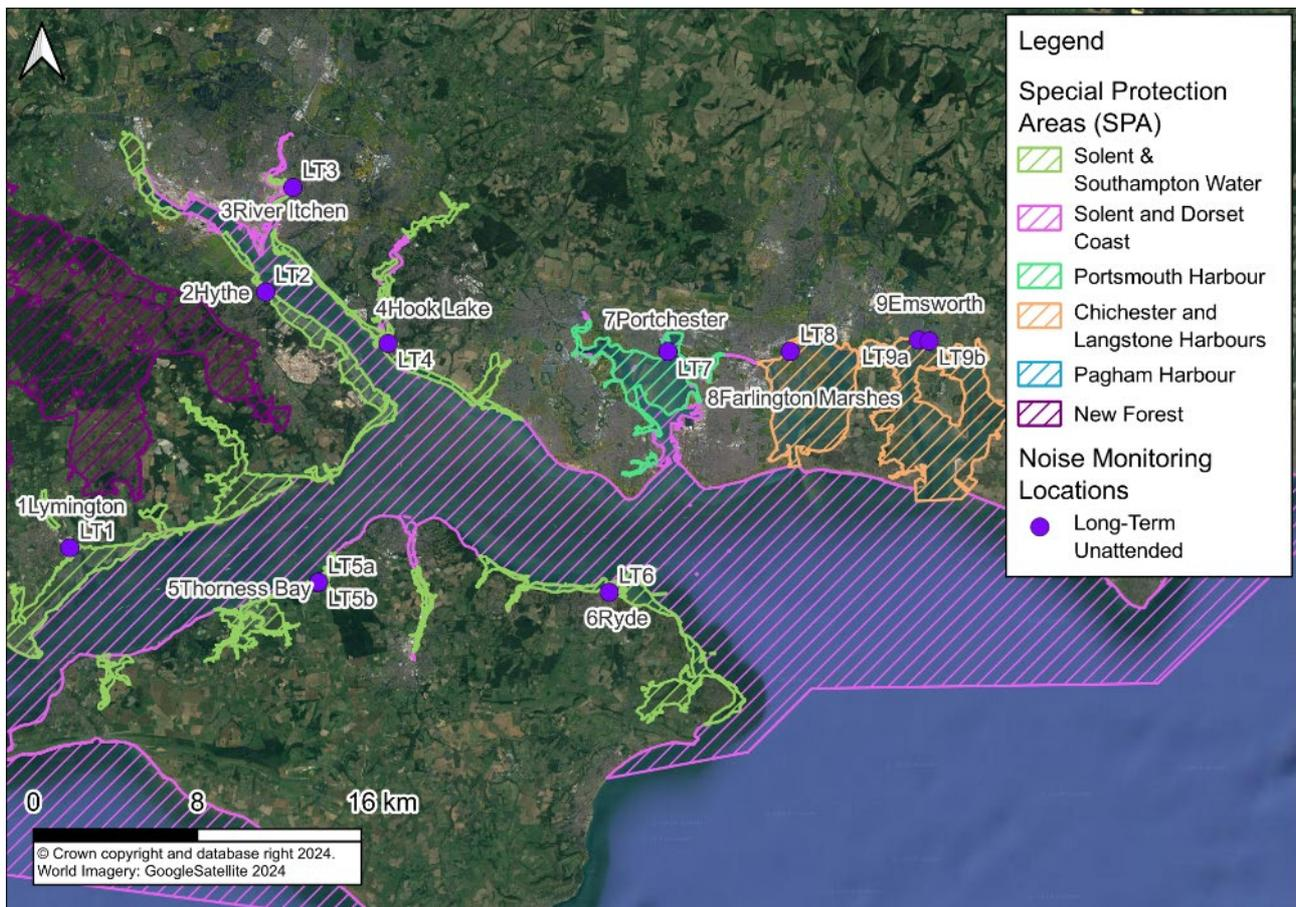 Legend
Special Protection
Areas (SPA)
Solent &
Southampton Water
Solent and Dorset
Coast
Portsmouth Harbour
Chichester and
Langstone Harbours
Pagham Harbour
New Forest
Noise Monitoring
Locations
Long-Term
Unattended
LT3
3River Itchen
LT2
2Hythe
4Hook Lake
LT4
7Portchester
LT7
LT8
8Farlington Marshes
9Emsworth
LT9a
LT9b
1Lymington
LT1
LT5a
5Thorness Bay
LT5b
LT6
6Ryde
0 8 16 km
© Crown copyright and database right 2024.
World Imagery: GoogleSatellite 2024